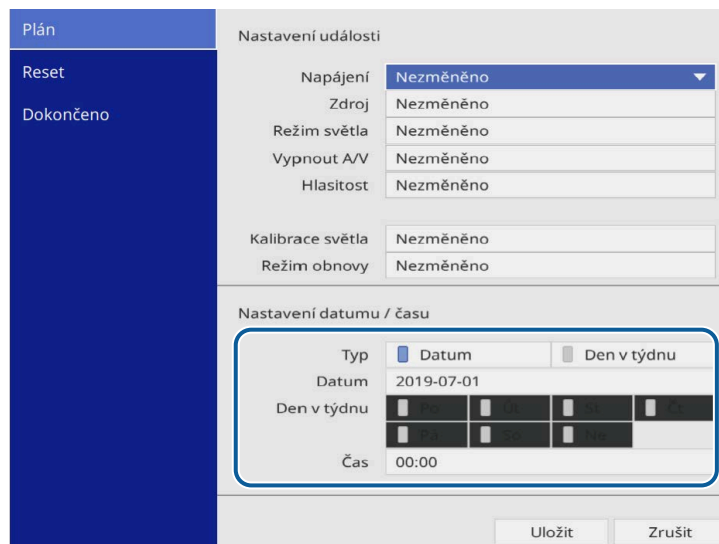 Plán
Reset
Dokončeno
Nastavení události
Napájení Nezměněno
Zdroj Nezměněno
Režim světla Nezměněno
Vypnout A/V Nezměněno
Hlasitost Nezměněno
Kalibrace světla Nezměněno
Režim obnovy Nezměněno
Nastavení datumu / času
Typ Datum Den v týdnu
Datum 2019-07-01
Den v týdnu Po Út St Čt
Pá So Ne
Čas 00:00
Uložit Zrušit